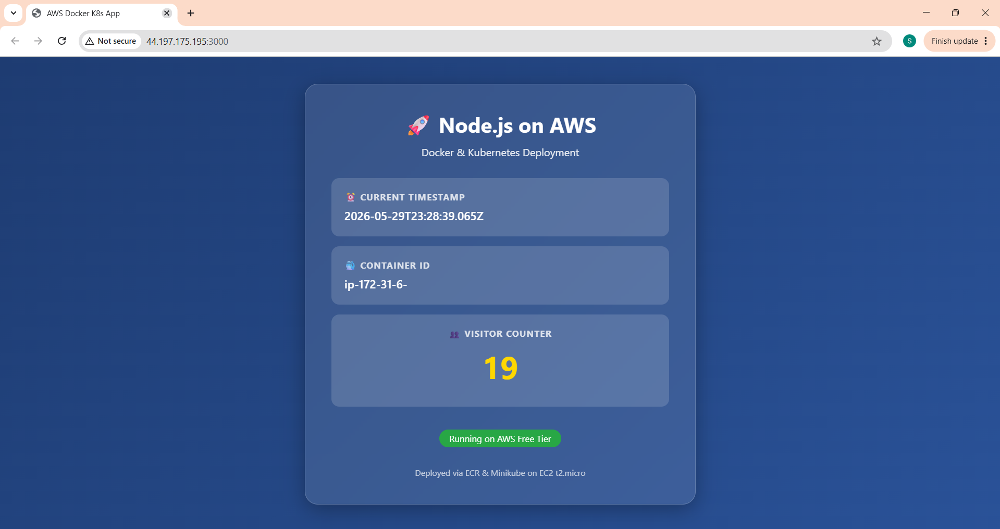 AWS Docker K8s App
Not secure
44.197.175.195:3000
S
Finish update
🚀 Node.js on AWS
Docker & Kubernetes Deployment
⏰ CURRENT TIMESTAMP
2026-05-29T23:28:39.065Z
CONTAINER ID
ip-172-31-6-
👥 VISITOR COUNTER
19
Running on AWS Free Tier
Deployed via ECR & Minikube on EC2 t2.micro